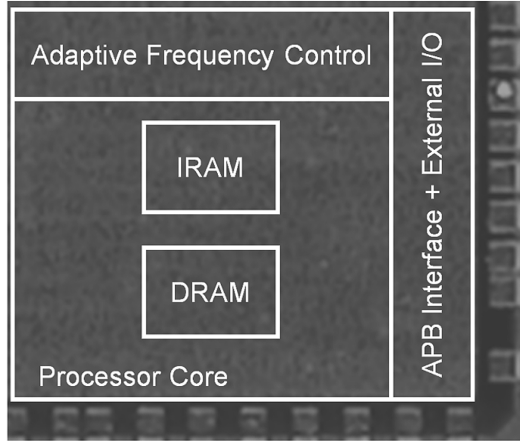 Adaptive Frequency Control
IRAM
DRAM
Processor Core
APB Interface + External I/O